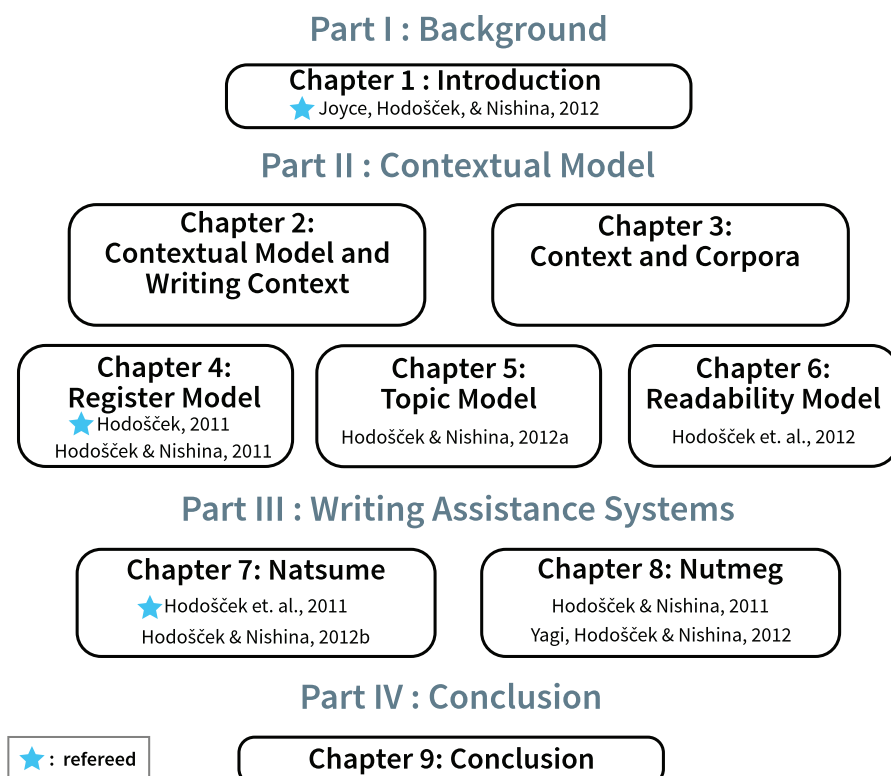 Part I : Background
Chapter 1 : Introduction
Joyce, Hodošček, & Nishina, 2012
Part II : Contextual Model
Chapter 2:
Contextual Model and
Writing Context
Chapter 3:
Context and Corpora
Chapter 4:
Register Model
Hodošček, 2011
Hodošček & Nishina, 2011
Chapter 5:
Topic Model
Hodošček & Nishina, 2012a
Chapter 6:
Readability Model
Hodošček et. al., 2012
Part III : Writing Assistance Systems
Chapter 7: Natsume
Hodošček et. al., 2011
Hodošček & Nishina, 2012b
Chapter 8: Nutmeg
Hodošček & Nishina, 2011
Yagi, Hodošček & Nishina, 2012
Part IV : Conclusion
Chapter 9: Conclusion
: refereed